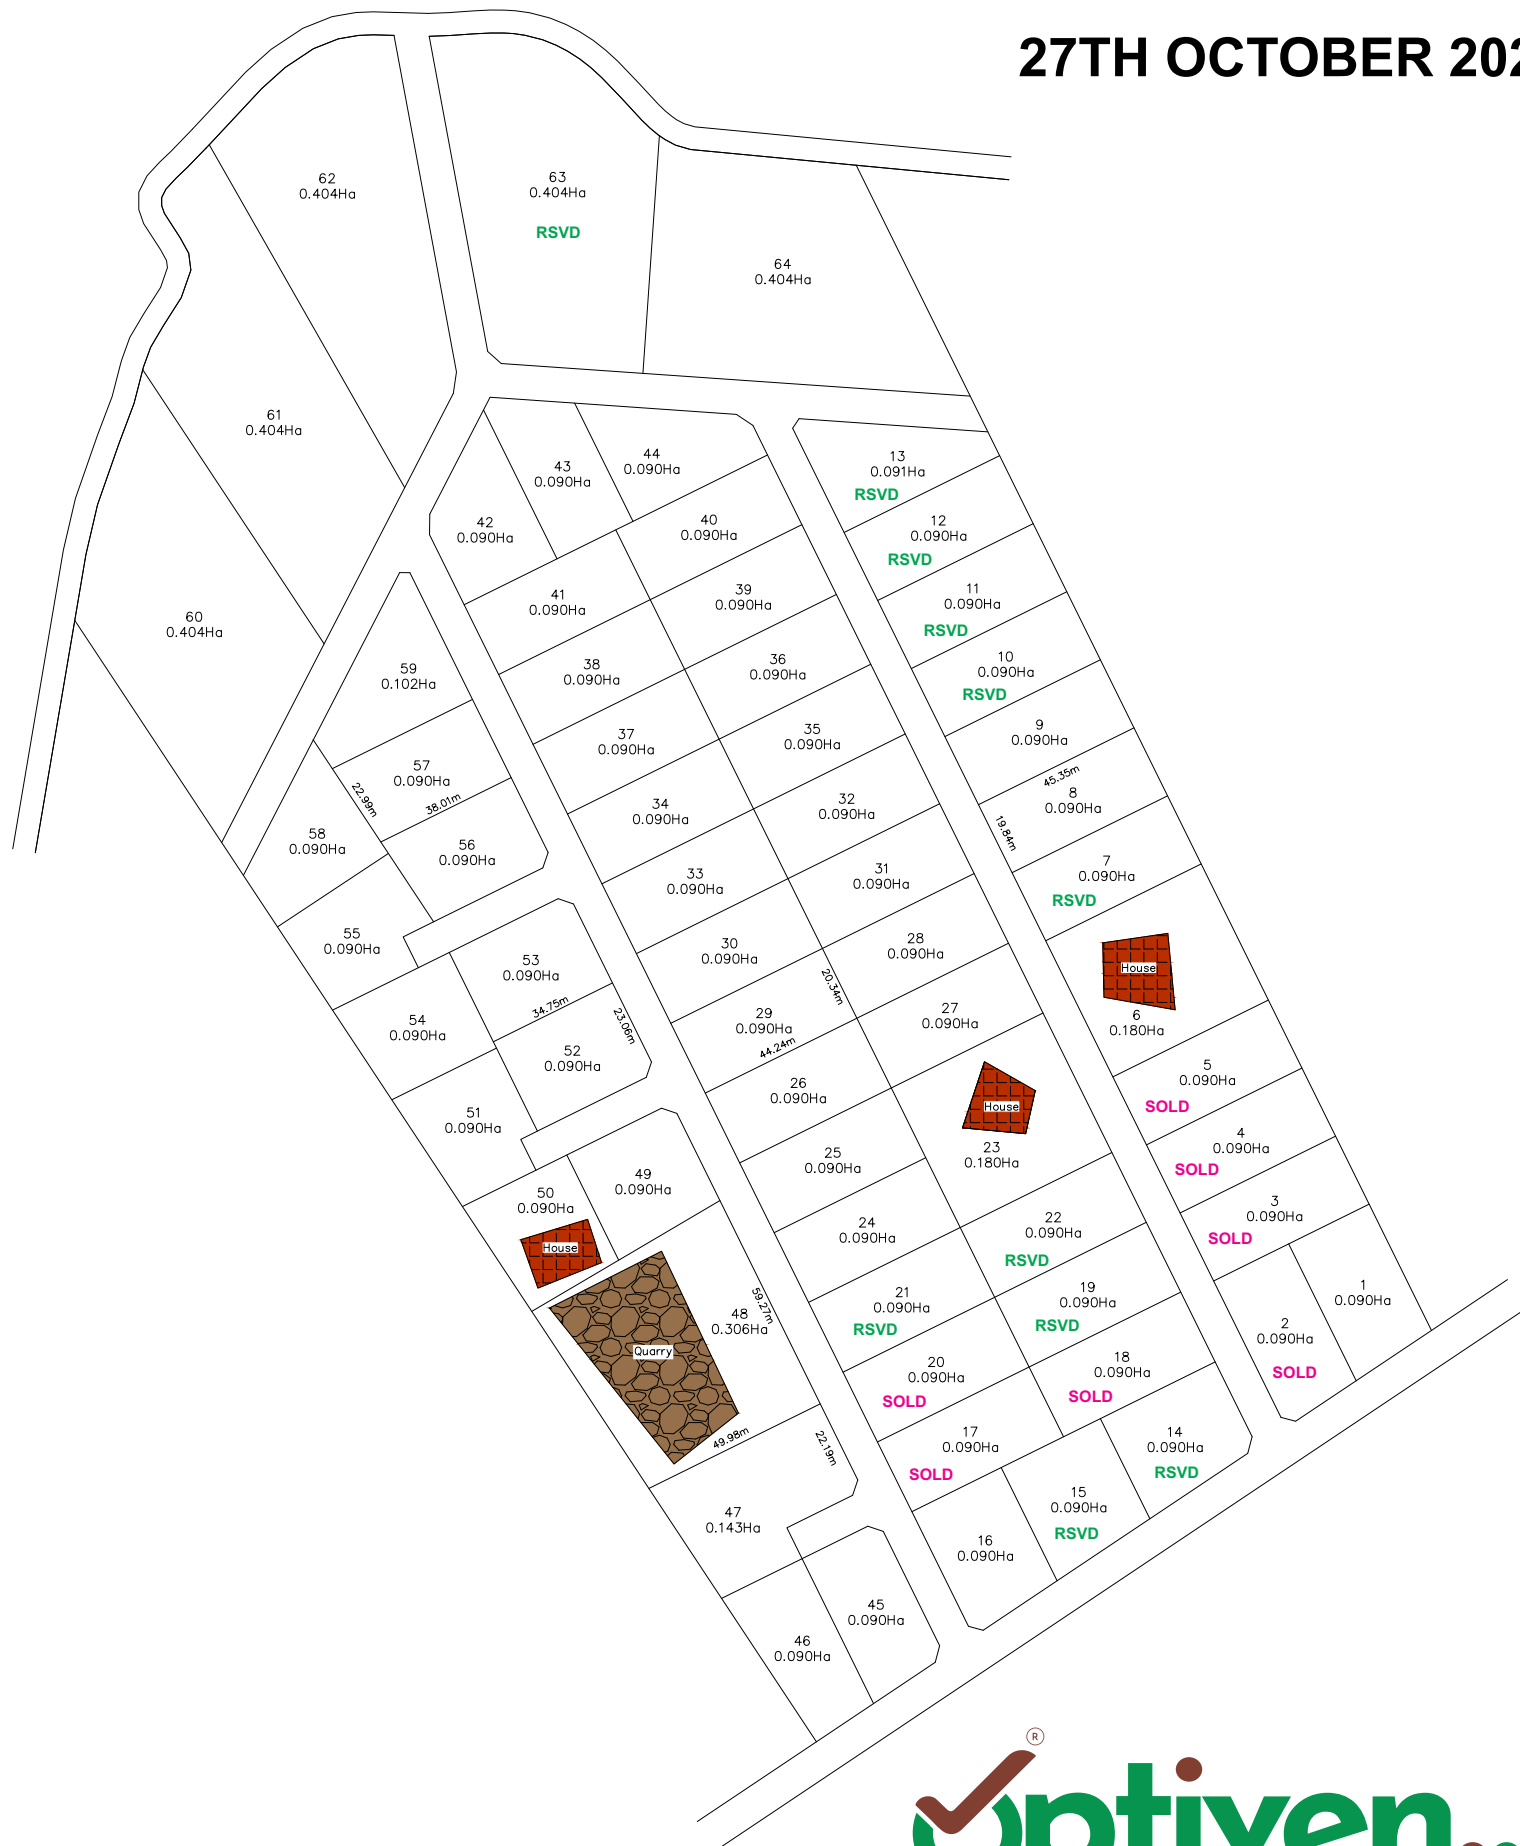 27TH OCTOBER 202
62
0.404Ha
63
0.404Ha
RSVD
64
0.404Ha
61
0.404Ha
60
0.404Ha
44
0.090Ha
43
0.090Ha
42
0.090Ha
13
0.091Ha
RSVD
40
0.090Ha
12
0.090Ha
RSVD
41
0.090Ha
39
0.090Ha
11
0.090Ha
RSVD
59
0.102Ha
38
0.090Ha
36
0.090Ha
10
0.090Ha
RSVD
37
0.090Ha
35
0.090Ha
9
0.090Ha
57
0.090Ha
22.99m
38.01m
45.35m
34
0.090Ha
32
0.090Ha
8
0.090Ha
19.84m
58
0.090Ha
56
0.090Ha
33
0.090Ha
31
0.090Ha
7
0.090Ha
RSVD
55
0.090Ha
30
0.090Ha
28
0.090Ha
53
0.090Ha
House
6
0.180Ha
20.34m
34.75m
23.06m
54
0.090Ha
29
0.090Ha
44.24m
27
0.090Ha
52
0.090Ha
26
0.090Ha
5
0.090Ha
SOLD
House
23
0.180Ha
51
0.090Ha
25
0.090Ha
4
0.090Ha
SOLD
49
0.090Ha
50
0.090Ha
House
24
0.090Ha
22
0.090Ha
RSVD
3
0.090Ha
SOLD
59.27m
48
0.306Ha
21
0.090Ha
RSVD
19
0.090Ha
RSVD
1
0.090Ha
Quarry
20
0.090Ha
SOLD
18
0.090Ha
SOLD
2
0.090Ha
SOLD
49.98m
22.19m
17
0.090Ha
SOLD
14
0.090Ha
RSVD
47
0.143Ha
15
0.090Ha
RSVD
16
0.090Ha
45
0.090Ha
46
0.090Ha
R
Optiven